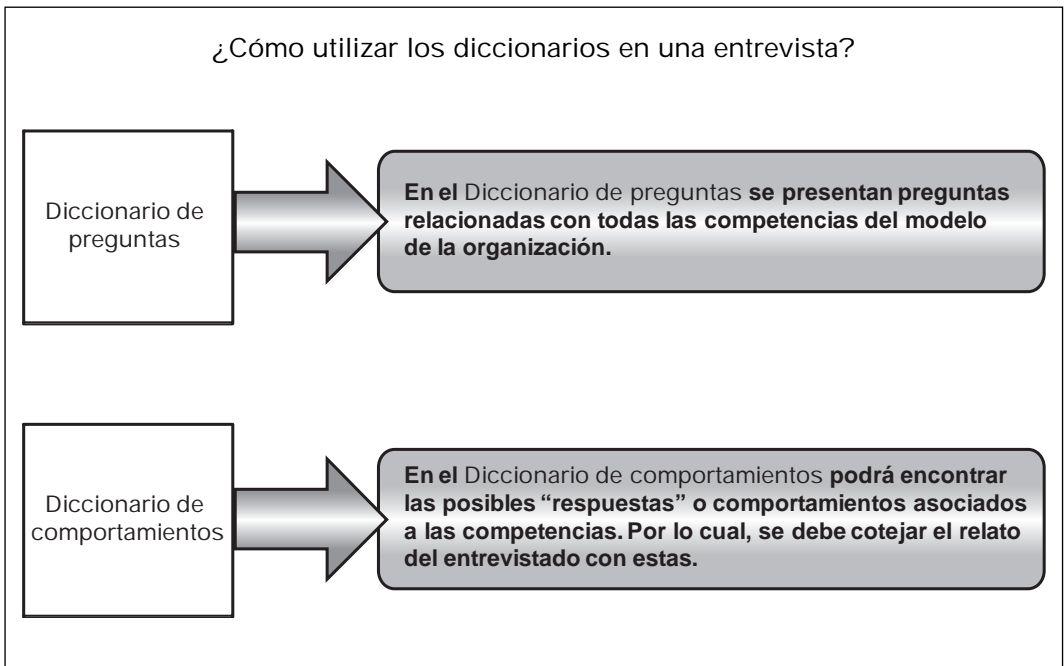 ¿Cómo utilizar los diccionarios en una entrevista?
Diccionario de
preguntas
En el Diccionario de preguntas se presentan preguntas
relacionadas con todas las competencias del modelo
de la organización.
Diccionario de
comportamientos
En el Diccionario de comportamientos podrá encontrar
las posibles “respuestas” o comportamientos asociados
a las competencias. Por lo cual, se debe cotejar el relato
del entrevistado con estas.